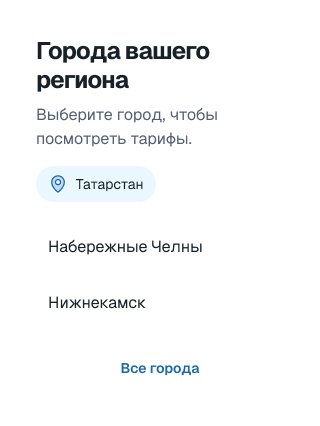 Города вашего
региона
Выберите город, чтобы
посмотреть тарифы.
Татарстан
Набережные Челны
Нижнекамск
Все города